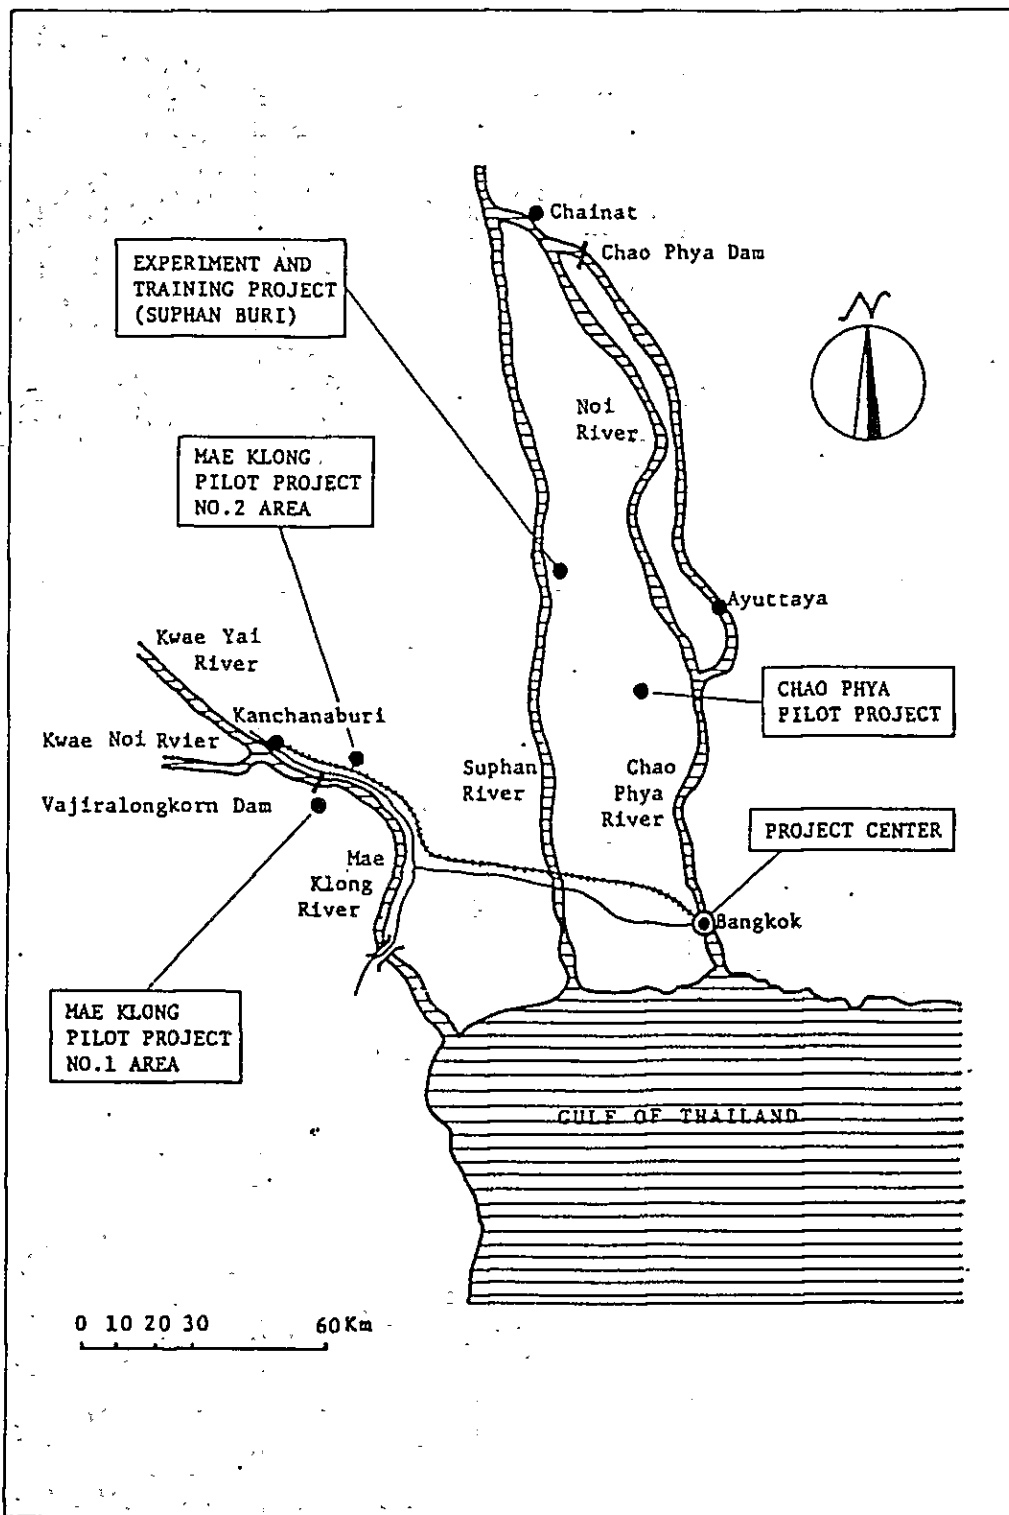 Chainat
Chao Phya Dam
EXPERIMENT AND
TRAINING PROJECT
(SUPHAN BURI)
N
Noi
River
MAE KLONG
PILOT PROJECT
NO.2 AREA
Ayuttaya
Kwae Yai
River
CHAO PHYA
PILOT PROJECT
Kanchanaburi
Kwae Noi Rvier
Suphan
River
Chao
Phya
River
Vajiralongkorn Dam
PROJECT CENTER
Mae
Klong
River
Bangkok
MAE KLONG
PILOT PROJECT
NO.1 AREA
GULF OF THAILAND
0 10 20 30 60 Km